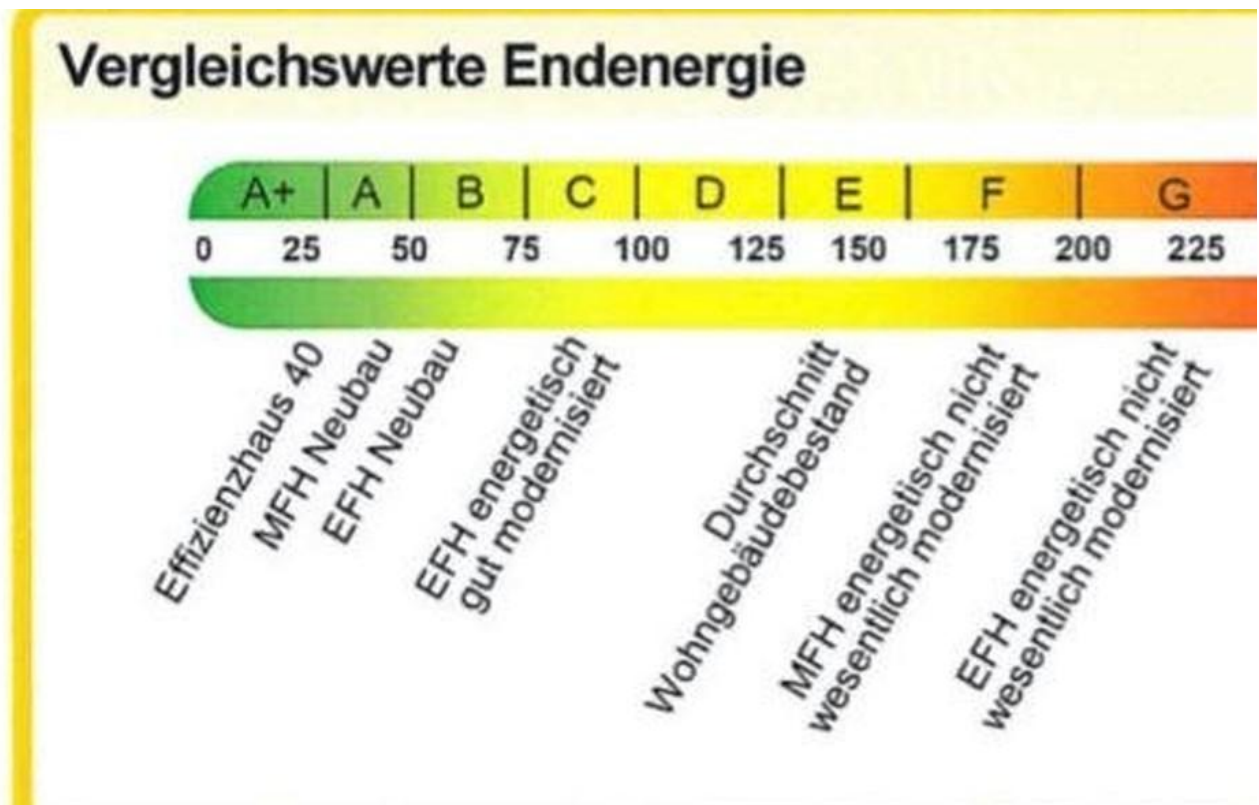 Vergleichswerte Endenergie
A+ A B C D E F G
0 25 50 75 100 125 150 175 200 225
Effizienzhaus 40
MFH Neubau
EFH Neubau
EFH energetisch
gut modernisiert
Durchschnitt
Wohngebäudebestand
MFH energetisch nicht
wesentlich modernisiert
EFH energetisch nicht
wesentlich modernisiert